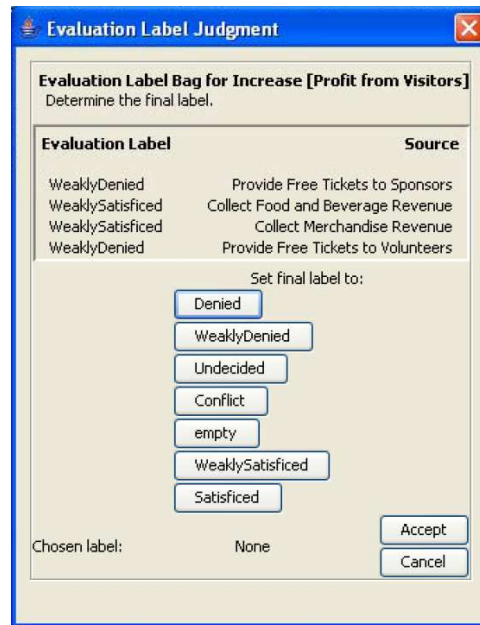 Evaluation Label Judgment
Evaluation Label Bag for Increase [Profit from Visitors]
Determine the final label.
Evaluation Label Source
WeaklyDenied Provide Free Tickets to Sponsors
WeaklySatisficed Collect Food and Beverage Revenue
WeaklySatisficed Collect Merchandise Revenue
WeaklyDenied Provide Free Tickets to Volunteers
Set final label to:
Denied
WeaklyDenied
Undecided
Conflict
empty
WeaklySatisficed
Satisficed
Accept
Chosen label: None
Cancel